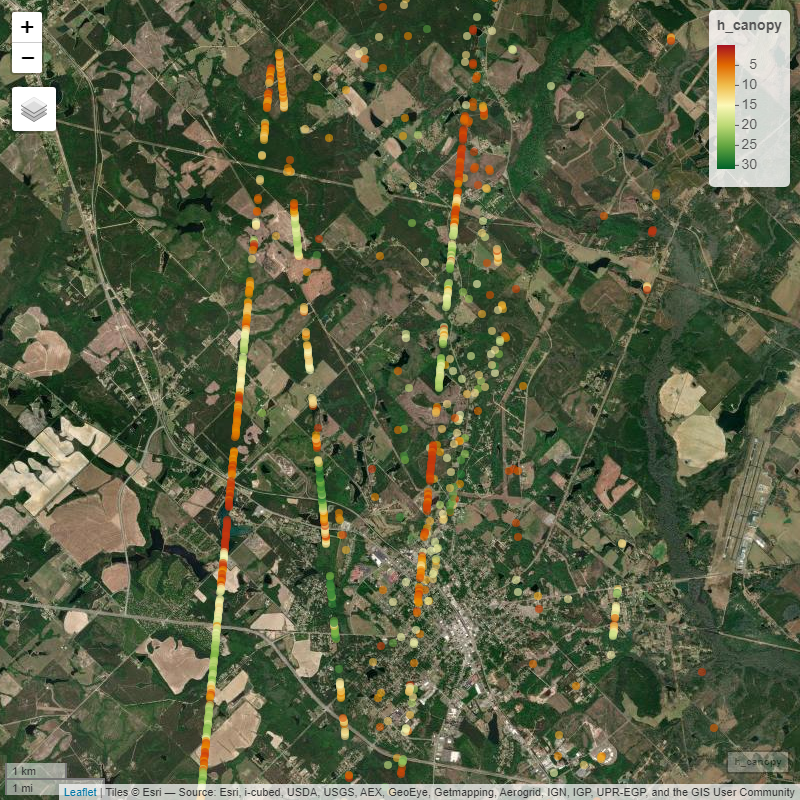 +
−
h_canopy
5
10
15
20
25
30
h_canopy
1 km
1 mi
Leaflet | Tiles © Esri — Source: Esri, i-cubed, USDA, USGS, AEX, GeoEye, Getmapping, Aerogrid, IGN, IGP, UPR-EGP, and the GIS User Community